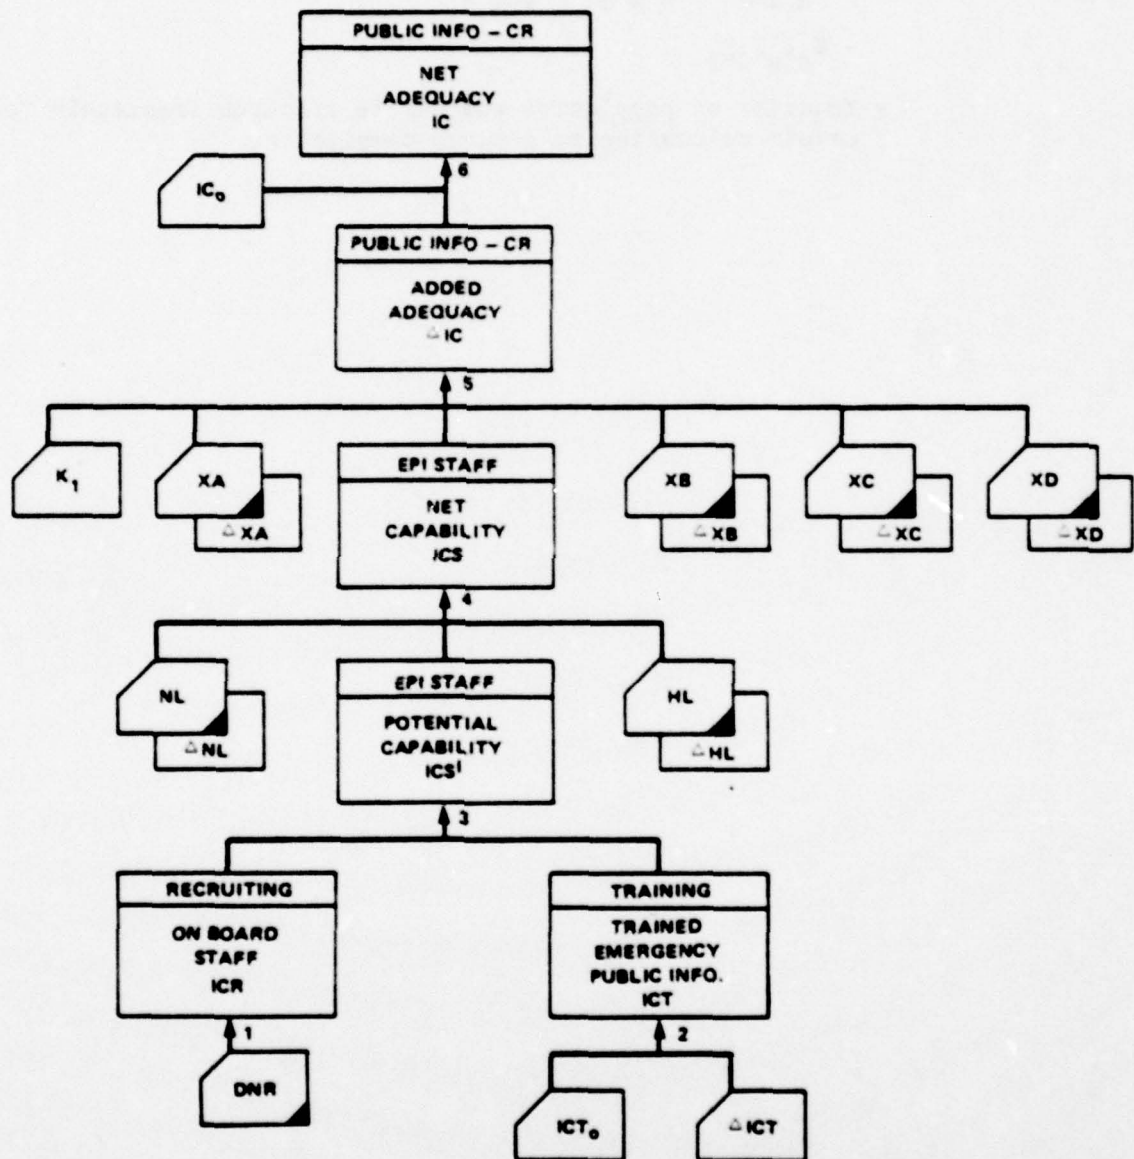 PUBLIC INFO – CR
NET
ADEQUACY
IC
6
IC₀
PUBLIC INFO – CR
ADDED
ADEQUACY
△ IC
5
K₁
XA
△ XA
EPI STAFF
NET
CAPABILITY
ICS
XB
△ XB
XC
△ XC
XD
△ XD
4
NL
△ NL
EPI STAFF
POTENTIAL
CAPABILITY
ICS'
HL
△ HL
3
RECRUITING
ON BOARD
STAFF
ICR
TRAINING
TRAINED
EMERGENCY
PUBLIC INFO.
ICT
1
2
DNR
ICT₀
△ ICT